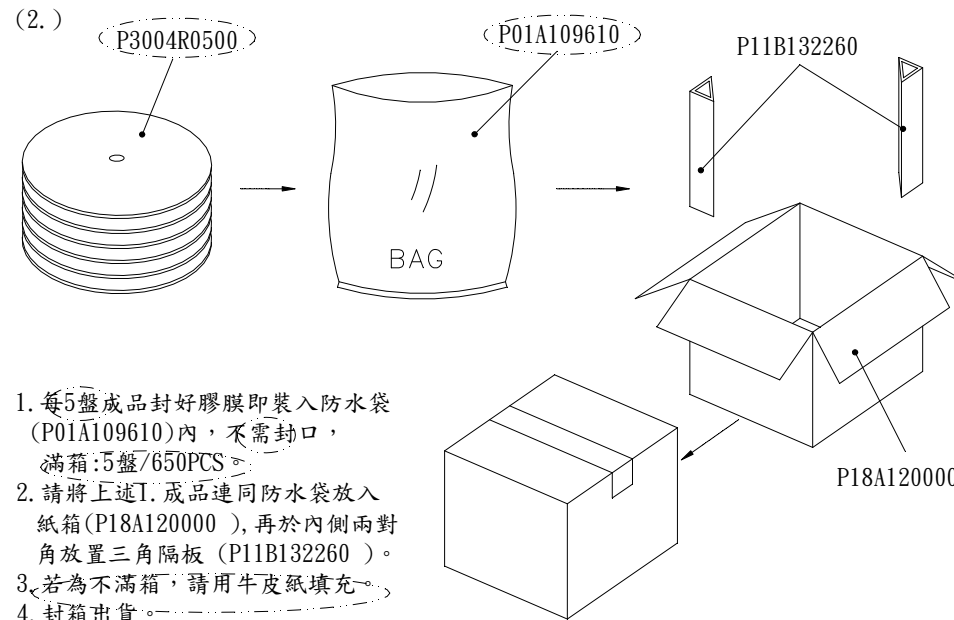 (2.)
P3004R0500
P01A109610
P11B132260
BAG
P18A120000
1.每5盤成品封好膠膜即裝入防水袋
(P01A109610)內，不需封口，
滿箱:5盤/650PCS。
2.請將上述1.成品連同防水袋放入
紙箱(P18A120000 ),再於內側兩對
角放置三角隔板 (P11B132260 )。
3.若為不滿箱，請用牛皮紙填充。
4.封箱出貨。